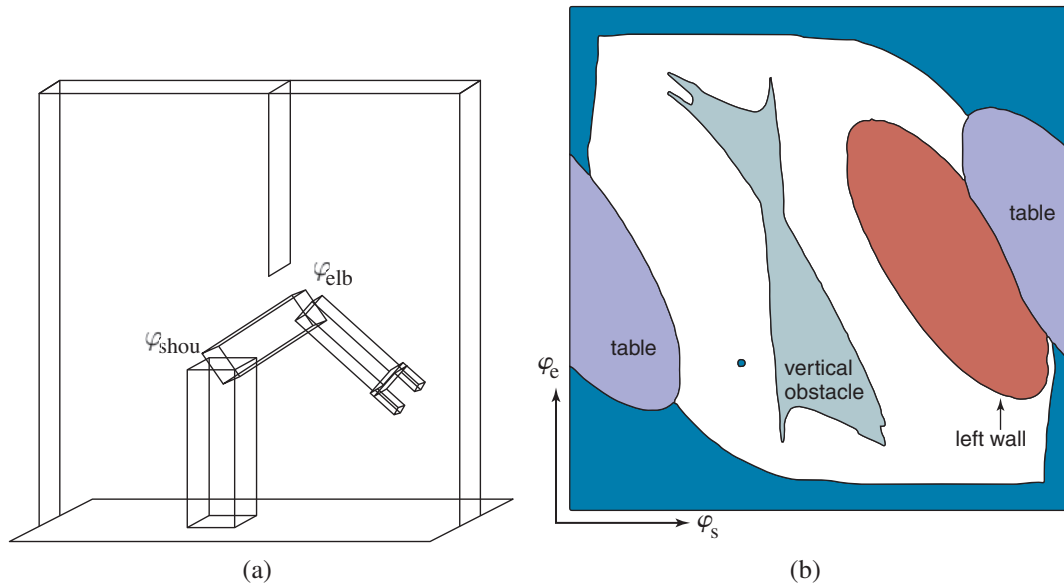 φelb
φshou
(a)
table
table
vertical
obstacle
left wall
φe
φs
(b)